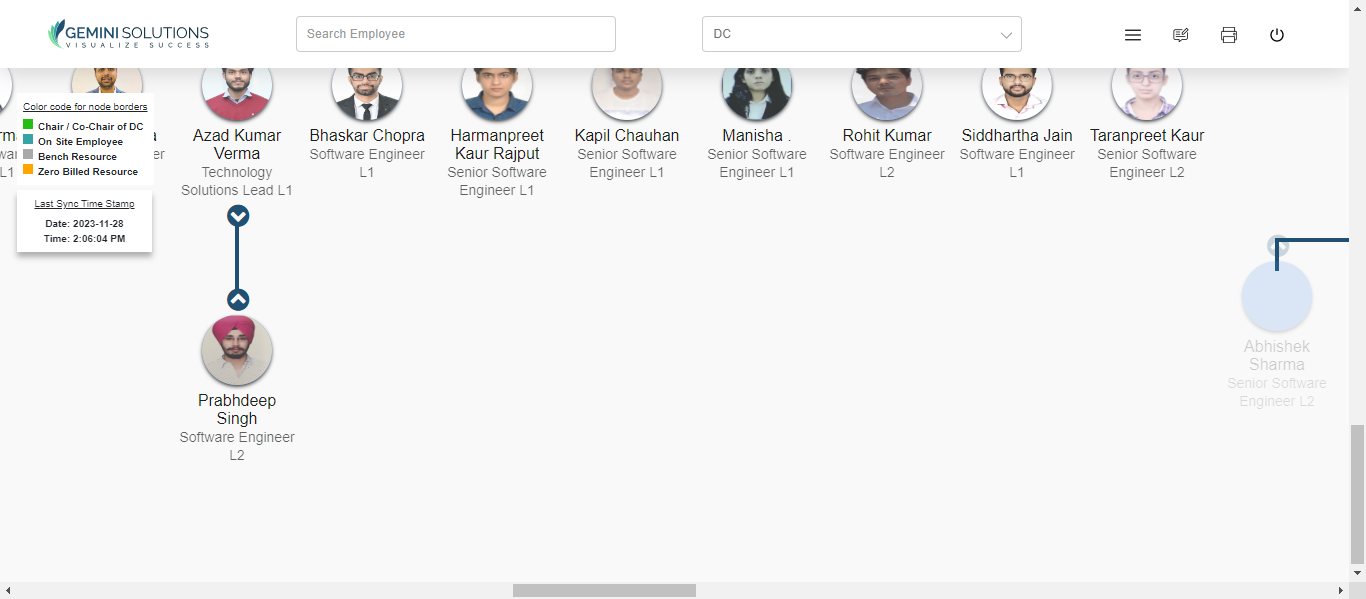 GEMINI SOLUTIONS
VISUALIZE SUCCESS
Search Employee
DC
Color code for node borders
Chair / Co-Chair of DC
On Site Employee
Bench Resource
Zero Billed Resource
Last Sync Time Stamp
Date: 2023-11-28
Time: 2:06:04 PM
Azad Kumar
Verma
Technology
Solutions Lead L1
Bhaskar Chopra
Software Engineer
L1
Harmanpreet
Kaur Rajput
Senior Software
Engineer L1
Kapil Chauhan
Senior Software
Engineer L1
Manisha .
Senior Software
Engineer L1
Rohit Kumar
Software Engineer
L2
Siddhartha Jain
Software Engineer
L1
Taranpreet Kaur
Senior Software
Engineer L2
Prabhdeep
Singh
Software Engineer
L2
Abhishek
Sharma
Senior Software
Engineer L2